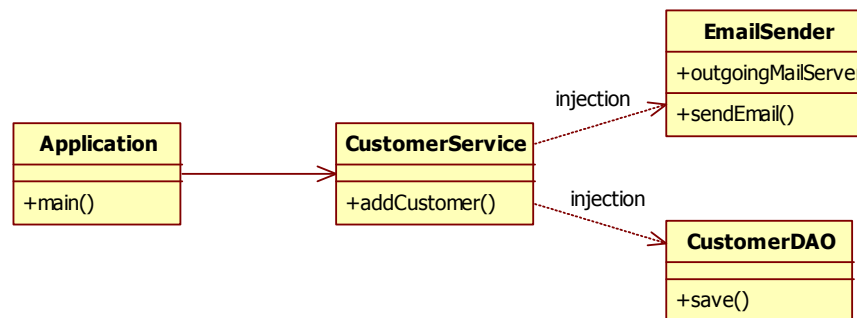 EmailSender
+outgoingMailServer
+sendEmail()
injection
Application
+main()
CustomerService
+addCustomer()
injection
CustomerDAO
+save()